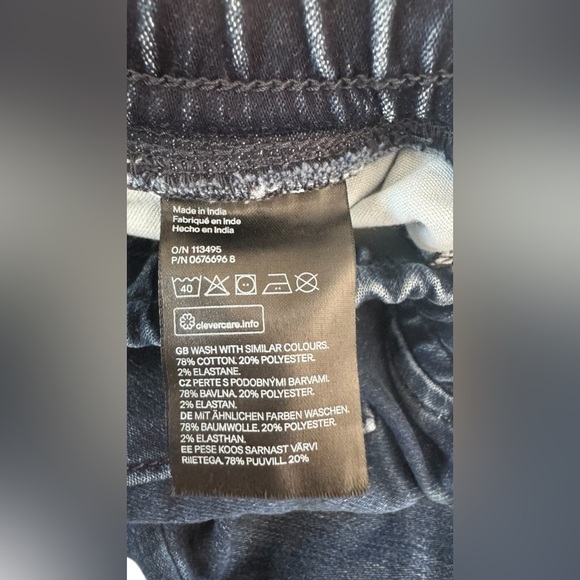 Made in India
Fabriqué en Inde
Hecho en India
O/N 113495
P/N 0676696 8
40
clevercare.info
GB WASH WITH SIMILAR COLOURS.
78% COTTON. 20% POLYESTER.
2% ELASTANE.
CZ PERTE S PODOBNÝMI BARVAMI.
78% BAVLNA. 20% POLYESTER.
2% ELASTAN.
DE MIT ÄHNLICHEN FARBEN WASCHEN.
78% BAUMWOLLE. 20% POLYESTER.
2% ELASTHAN.
EE PESE KOOS SARNAST VÄRVI
RIIETEGA. 78% PUUVILL. 20%